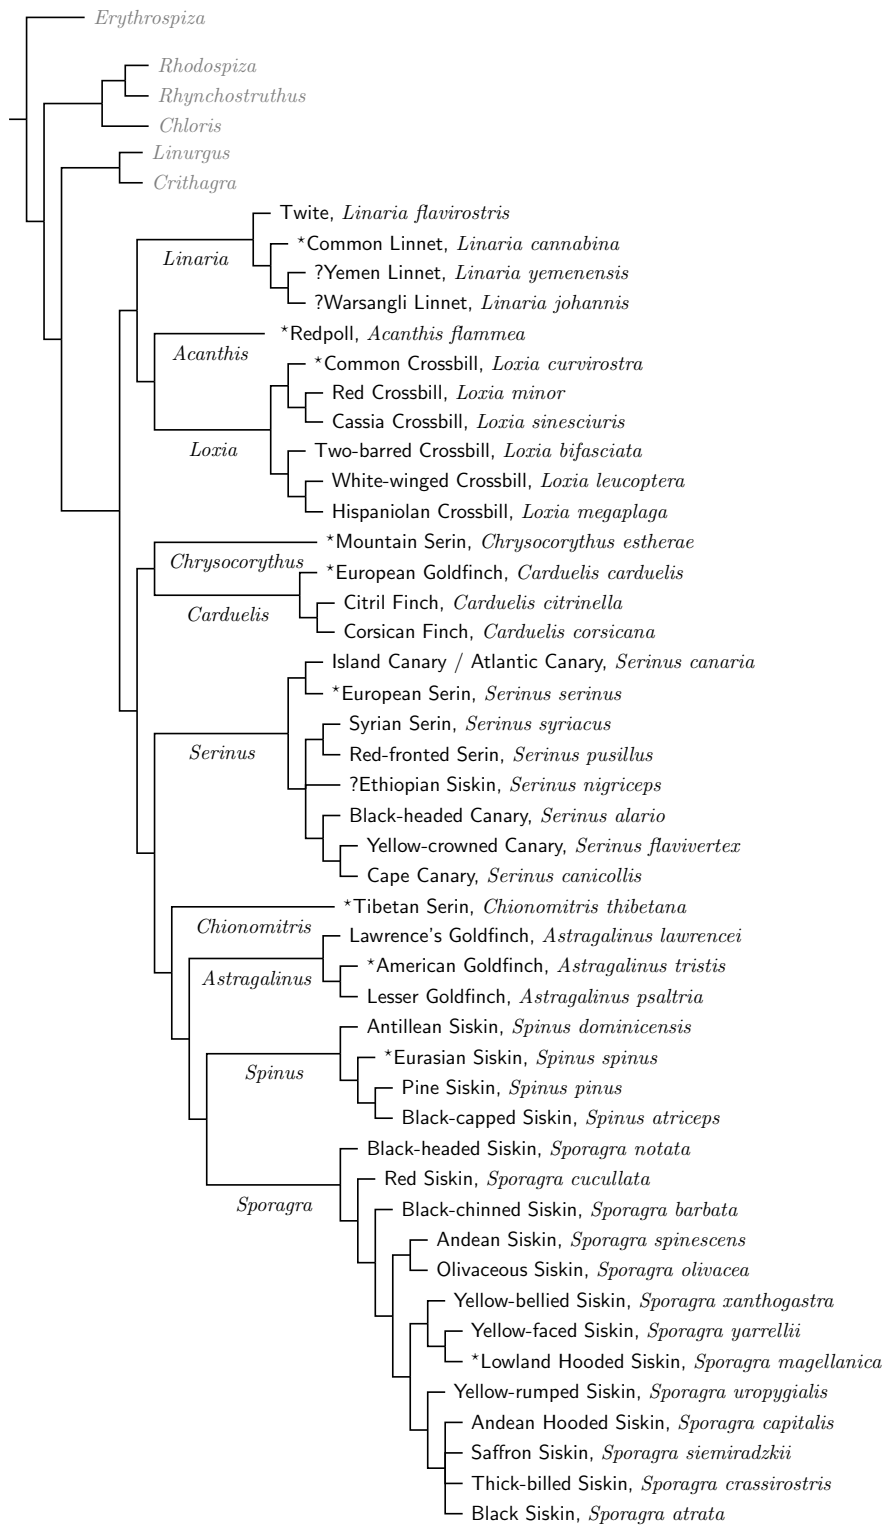 Erythrospiza
Rhodospiza
Rhynchostruthus
Chloris
Linurgus
Crithagra
Twite, Linaria flavirostris
*Common Linnet, Linaria cannabina
Linaria
?Yemen Linnet, Linaria yemenensis
?Warsangli Linnet, Linaria johannis
*Redpoll, Acanthis flammea
Acanthis
*Common Crossbill, Loxia curvirostra
Red Crossbill, Loxia minor
Cassia Crossbill, Loxia sinesciuris
Loxia
Two-barred Crossbill, Loxia bifasciata
White-winged Crossbill, Loxia leucoptera
Hispaniolan Crossbill, Loxia megaplaga
*Mountain Serin, Chrysocorythus estherae
Chrysocorythus
*European Goldfinch, Carduelis carduelis
Citril Finch, Carduelis citrinella
Carduelis
Corsican Finch, Carduelis corsicana
Island Canary / Atlantic Canary, Serinus canaria
*European Serin, Serinus serinus
Syrian Serin, Serinus syriacus
Serinus
Red-fronted Serin, Serinus pusillus
?Ethiopian Siskin, Serinus nigriceps
Black-headed Canary, Serinus alario
Yellow-crowned Canary, Serinus flavivertex
Cape Canary, Serinus canicollis
*Tibetan Serin, Chionomitris thibetana
Chionomitris
Lawrence's Goldfinch, Astragalinus lawrencei
*American Goldfinch, Astragalinus tristis
Astragalinus
Lesser Goldfinch, Astragalinus psaltria
Antillean Siskin, Spinus dominicensis
*Eurasian Siskin, Spinus spinus
Spinus
Pine Siskin, Spinus pinus
Black-capped Siskin, Spinus atriceps
Black-headed Siskin, Sporagra notata
Red Siskin, Sporagra cucullata
Sporagra
Black-chinned Siskin, Sporagra barbata
Andean Siskin, Sporagra spinescens
Olivaceous Siskin, Sporagra olivacea
Yellow-bellied Siskin, Sporagra xanthogastra
Yellow-faced Siskin, Sporagra yarrellii
*Lowland Hooded Siskin, Sporagra magellanica
Yellow-rumped Siskin, Sporagra uropygialis
Andean Hooded Siskin, Sporagra capitalis
Saffron Siskin, Sporagra siemiradzkii
Thick-billed Siskin, Sporagra crassirostris
Black Siskin, Sporagra atrata